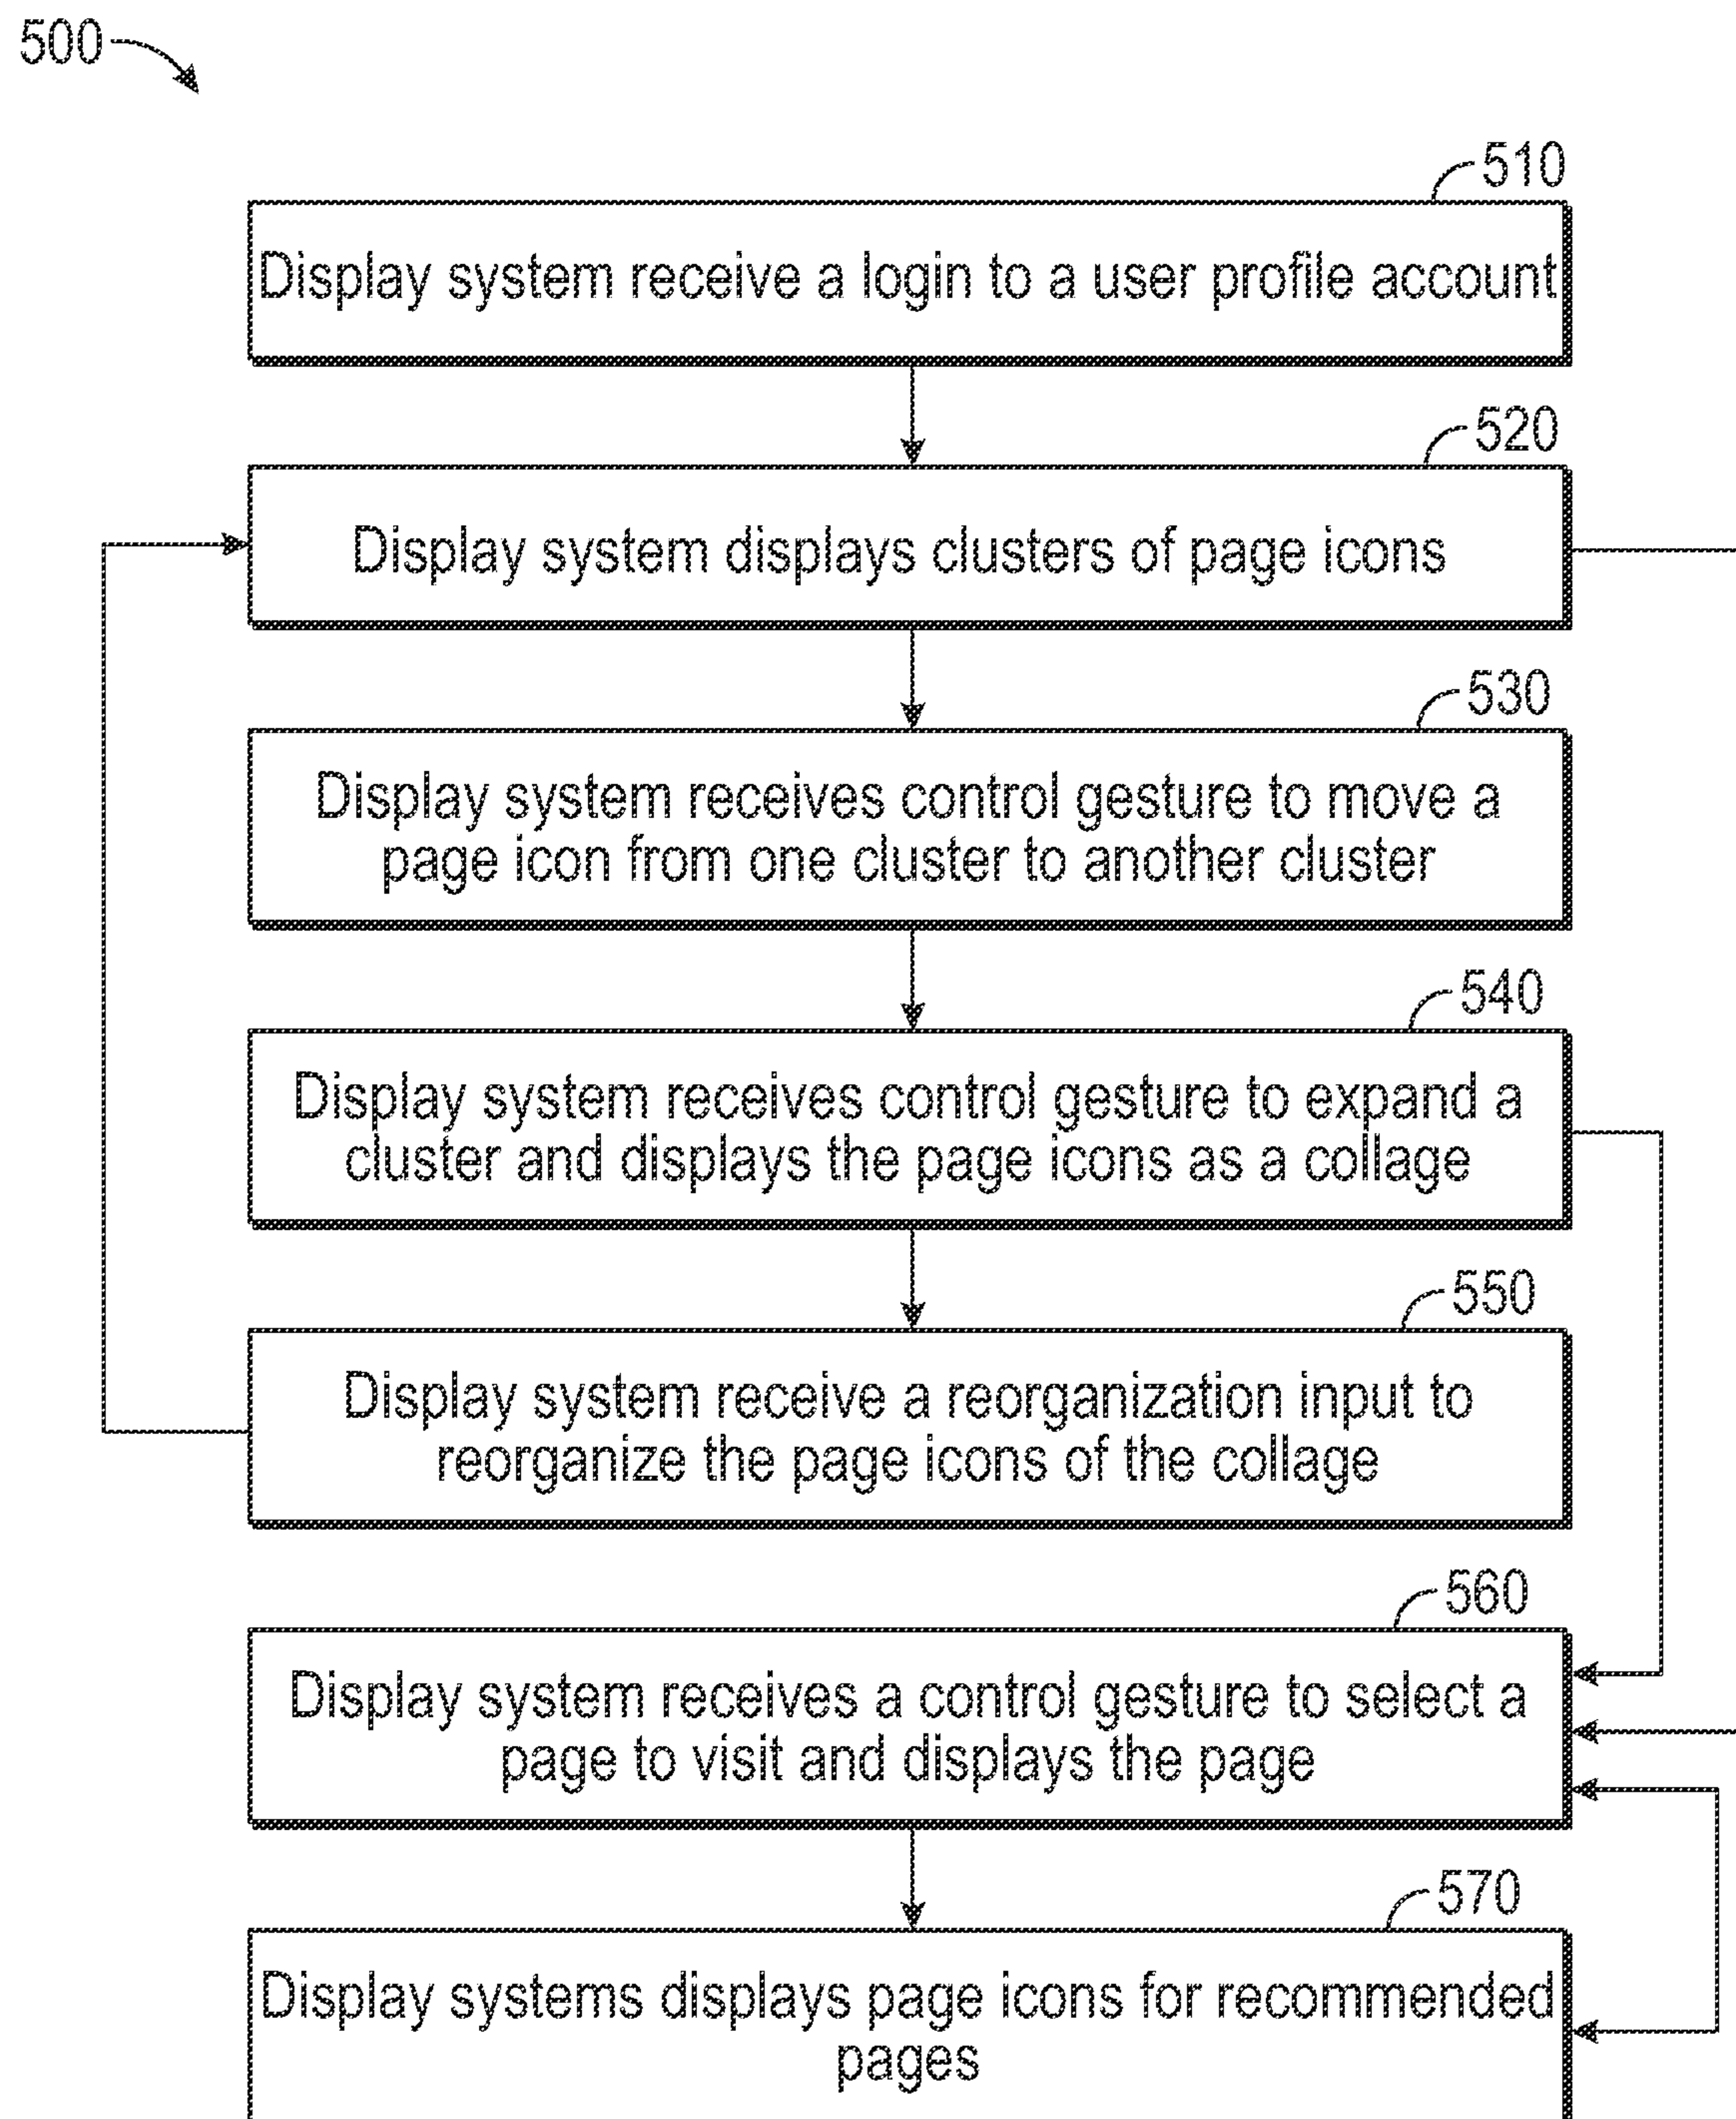 500
510
Display system receive a login to a user profile account
520
Display system displays clusters of page icons
530
Display system receives control gesture to move a
page icon from one cluster to another cluster
540
Display system receives control gesture to expand a
cluster and displays the page icons as a collage
550
Display system receive a reorganization input to
reorganize the page icons of the collage
560
Display system receives a control gesture to select a
page to visit and displays the page
570
Display systems displays page icons for recommended
pages